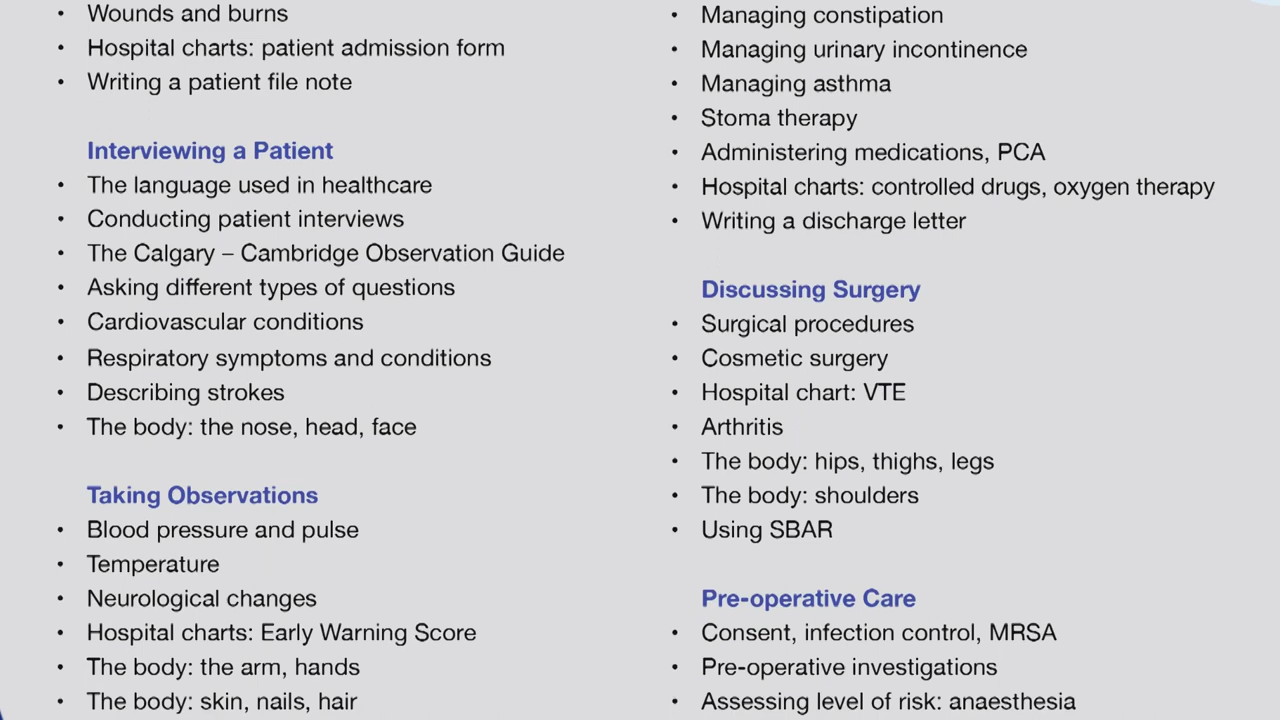 • Wounds and burns
• Hospital charts: patient admission form
• Writing a patient file note
Interviewing a Patient
• The language used in healthcare
• Conducting patient interviews
• The Calgary – Cambridge Observation Guide
• Asking different types of questions
• Cardiovascular conditions
• Respiratory symptoms and conditions
• Describing strokes
• The body: the nose, head, face
Taking Observations
• Blood pressure and pulse
• Temperature
• Neurological changes
• Hospital charts: Early Warning Score
• The body: the arm, hands
• The body: skin, nails, hair
• Managing constipation
• Managing urinary incontinence
• Managing asthma
• Stoma therapy
• Administering medications, PCA
• Hospital charts: controlled drugs, oxygen therapy
• Writing a discharge letter
Discussing Surgery
• Surgical procedures
• Cosmetic surgery
• Hospital chart: VTE
• Arthritis
• The body: hips, thighs, legs
• The body: shoulders
• Using SBAR
Pre-operative Care
• Consent, infection control, MRSA
• Pre-operative investigations
• Assessing level of risk: anaesthesia